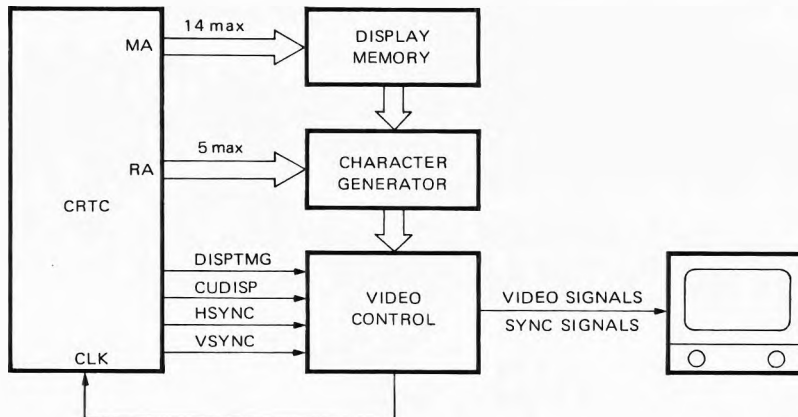 MA
14 max
DISPLAY
MEMORY
RA
5 max
CHARACTER
GENERATOR
CRTC
DISPTMG
CUDISP
HSYNC
VSYNC
VIDEO
CONTROL
VIDEO SIGNALS
SYNC SIGNALS
CLK